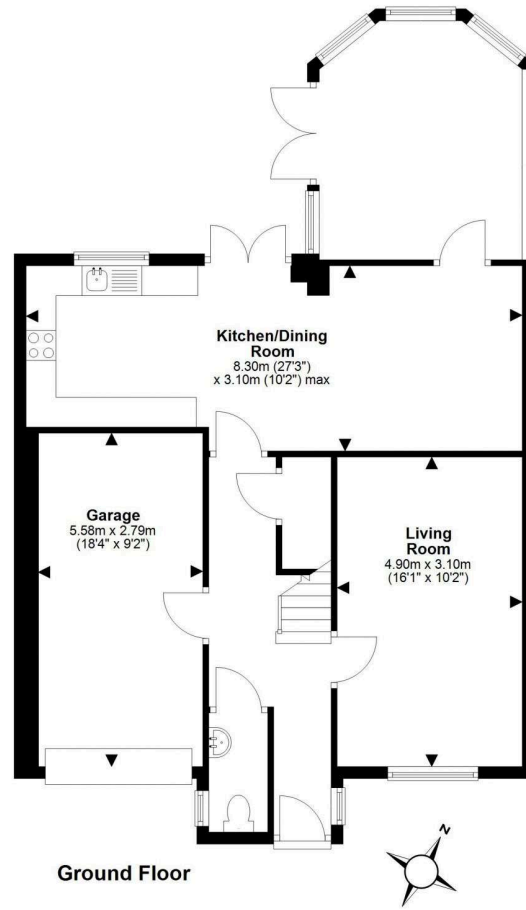 Kitchen/Dining
Room
8.30m (27'3")
x 3.10m (10'2") max
Garage
5.58m x 2.79m
(18'4" x 9'2")
Living
Room
4.90m x 3.10m
(16'1" x 10'2")
Ground Floor
N